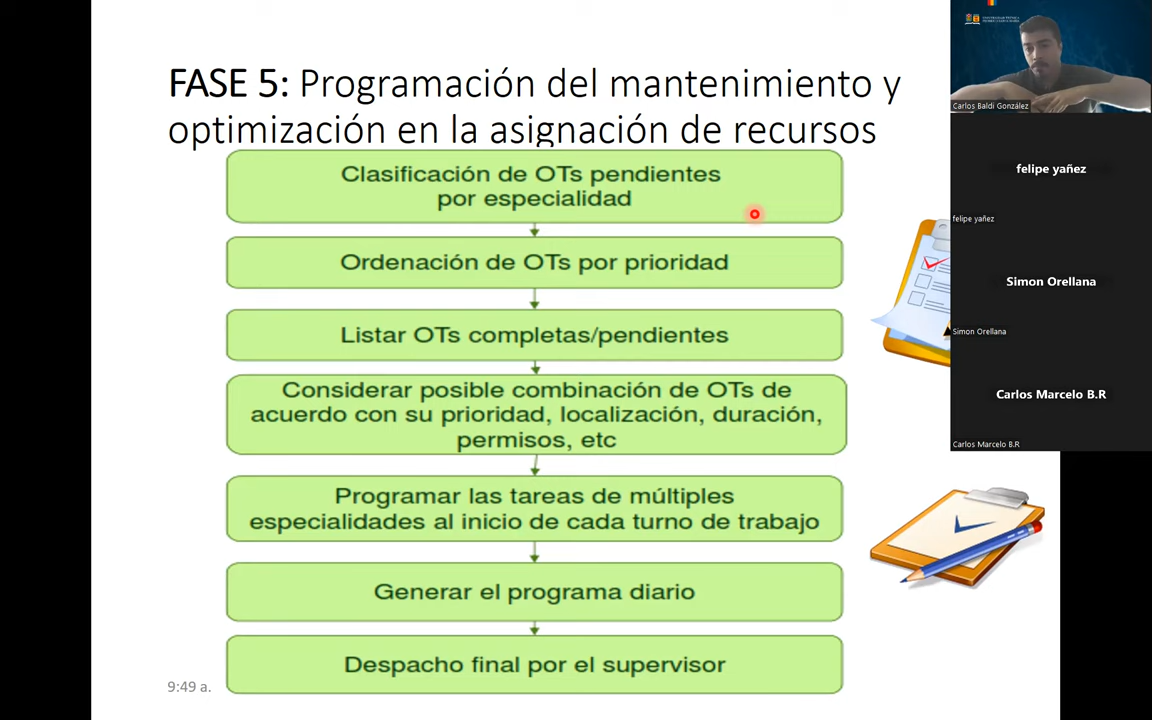 FASE 5: Programación del mantenimiento y
optimización en la asignación de recursos
Clasificación de OTs pendientes
por especialidad
Ordenación de OTs por prioridad
Listar OTs completas/pendientes
Considerar posible combinación de OTs de
acuerdo con su prioridad, localización, duración,
permisos, etc
Programar las tareas de múltiples
especialidades al inicio de cada turno de trabajo
Generar el programa diario
Despacho final por el supervisor
9:49 a.
Carlos Baldi González
felipe yañez
felipe yañez
Simon Orellana
Simon Orellana
Carlos Marcelo B.R
Carlos Marcelo B.R